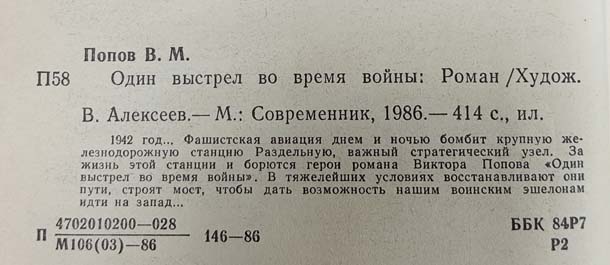 Попов В. М.
П58 Один выстрел во время войны: Роман /Худож.
В. Алексеев.— М.: Современник, 1986.— 414 с., ил.
1942 год... Фашистская авиация днем и ночью бомбит крупную же-
лезнодорожную станцию Раздельную, важный стратегический узел. За
жизнь этой станции и борются герои романа Виктора Попова «Один
выстрел во время войны». В тяжелейших условиях восстанавливают они
пути, строят мост, чтобы дать возможность нашим воинским эшелонам
идти на запад...
П 4702010200—028 146—86 ББК 84Р7
М106(03)—86 Р2